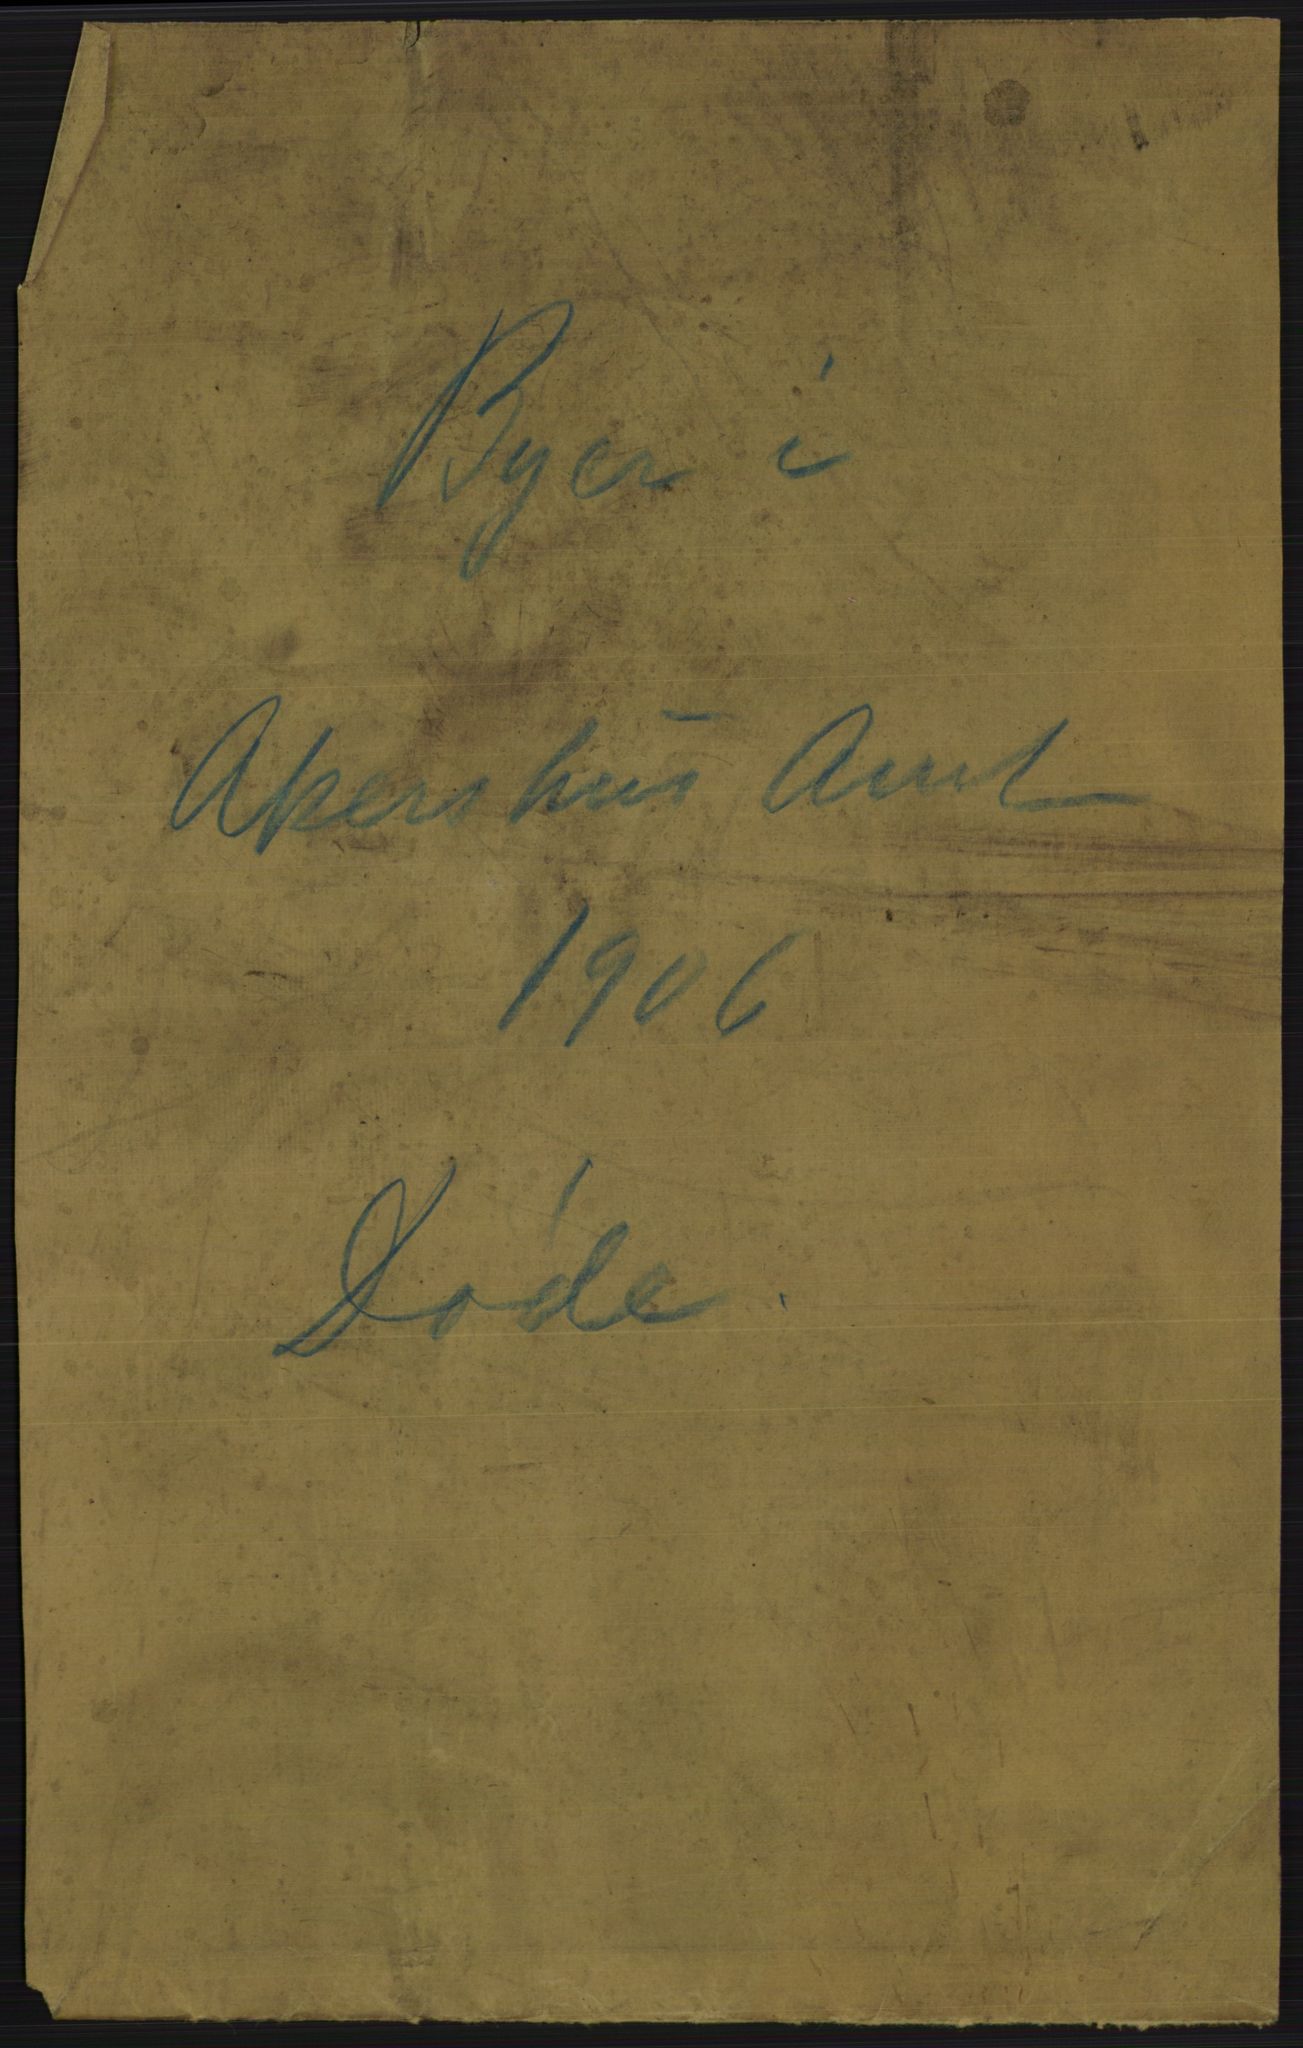 Byer i
Akershus Amt
1906
Døde.